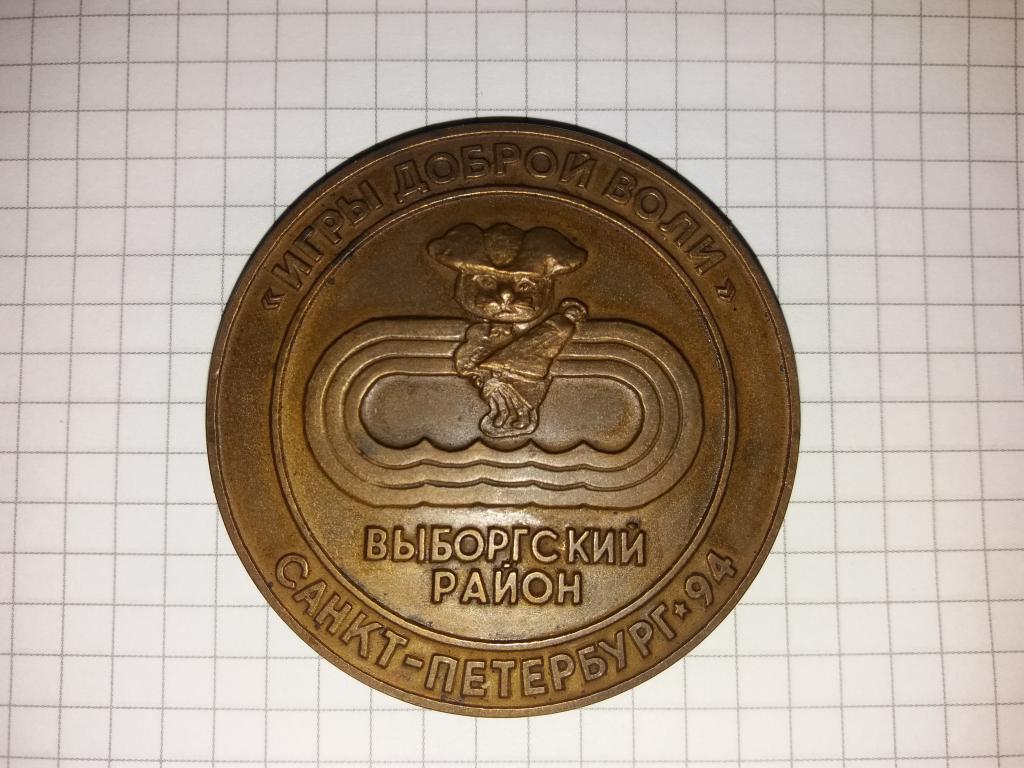 «ИГРЫ ДОБРОЙ ВОЛИ»
ВЫБОРГСКИЙ
РАЙОН
САНКТ-ПЕТЕРБУРГ★94